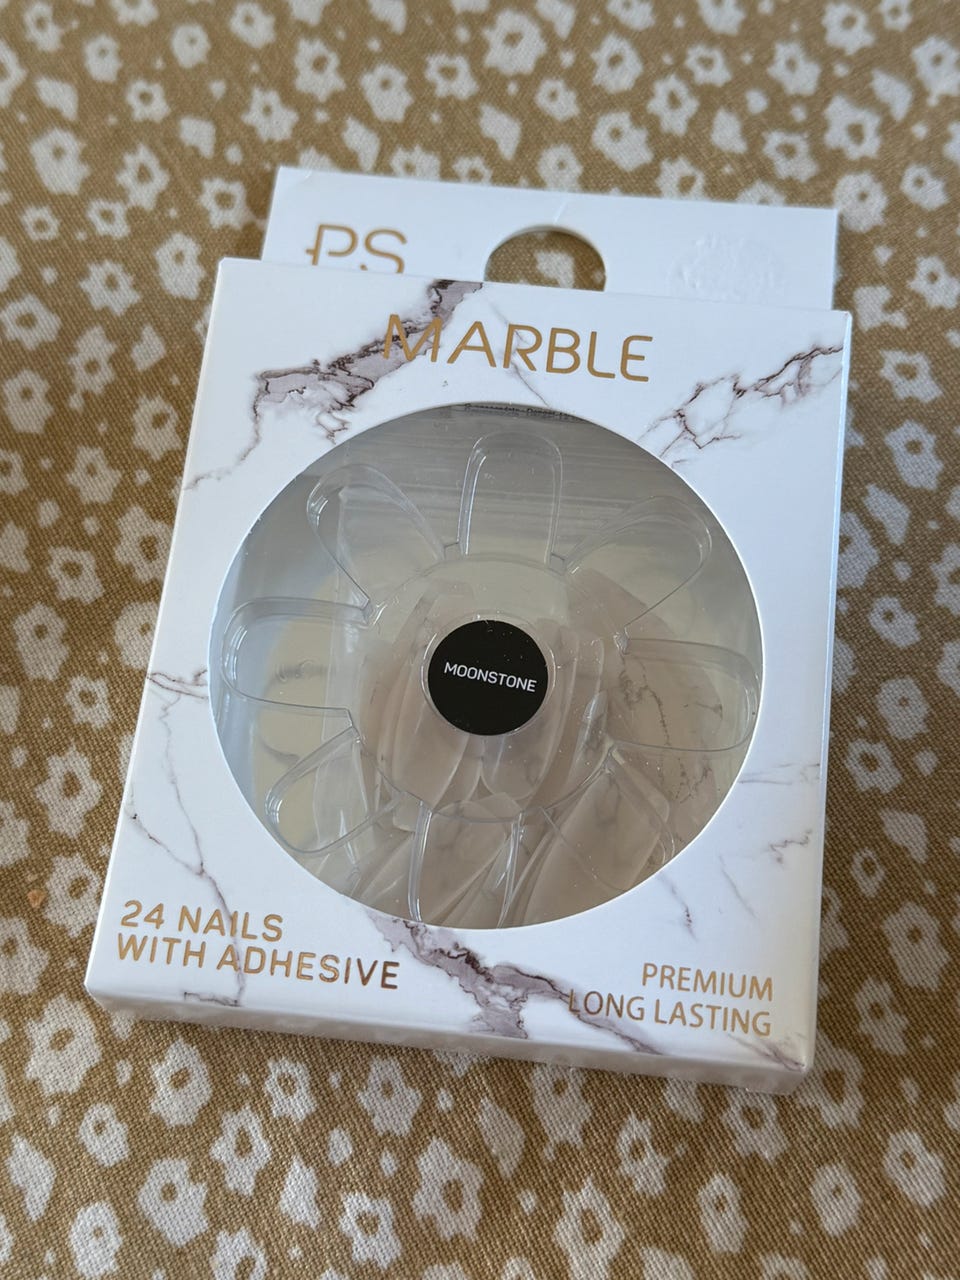 PS
MARBLE
MOONSTONE
24 NAILS
WITH ADHESIVE
PREMIUM
LONG LASTING